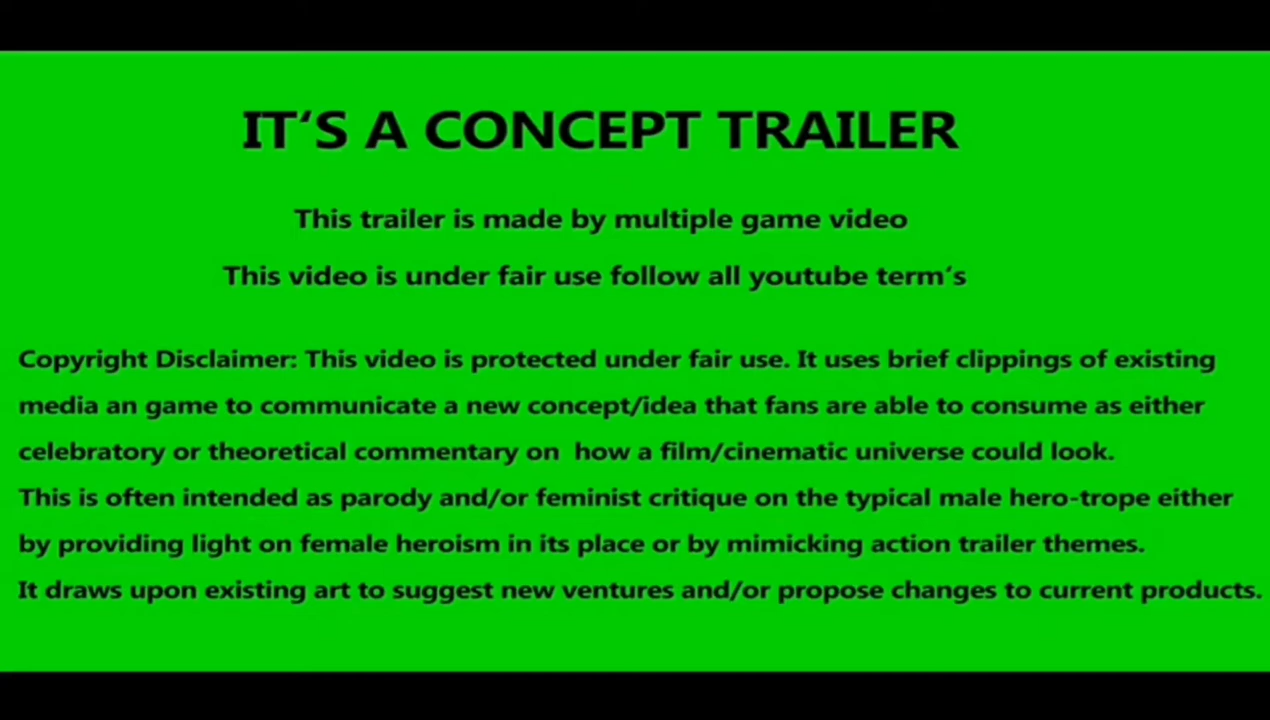 IT‘S A CONCEPT TRAILER
This trailer is made by multiple game video
This video is under fair use follow all youtube term‘s
Copyright Disclaimer: This video is protected under fair use. It uses brief clippings of existing
media an game to communicate a new concept/idea that fans are able to consume as either
celebratory or theoretical commentary on  how a film/cinematic universe could look.
This is often intended as parody and/or feminist critique on the typical male hero-trope either
by providing light on female heroism in its place or by mimicking action trailer themes.
It draws upon existing art to suggest new ventures and/or propose changes to current products.